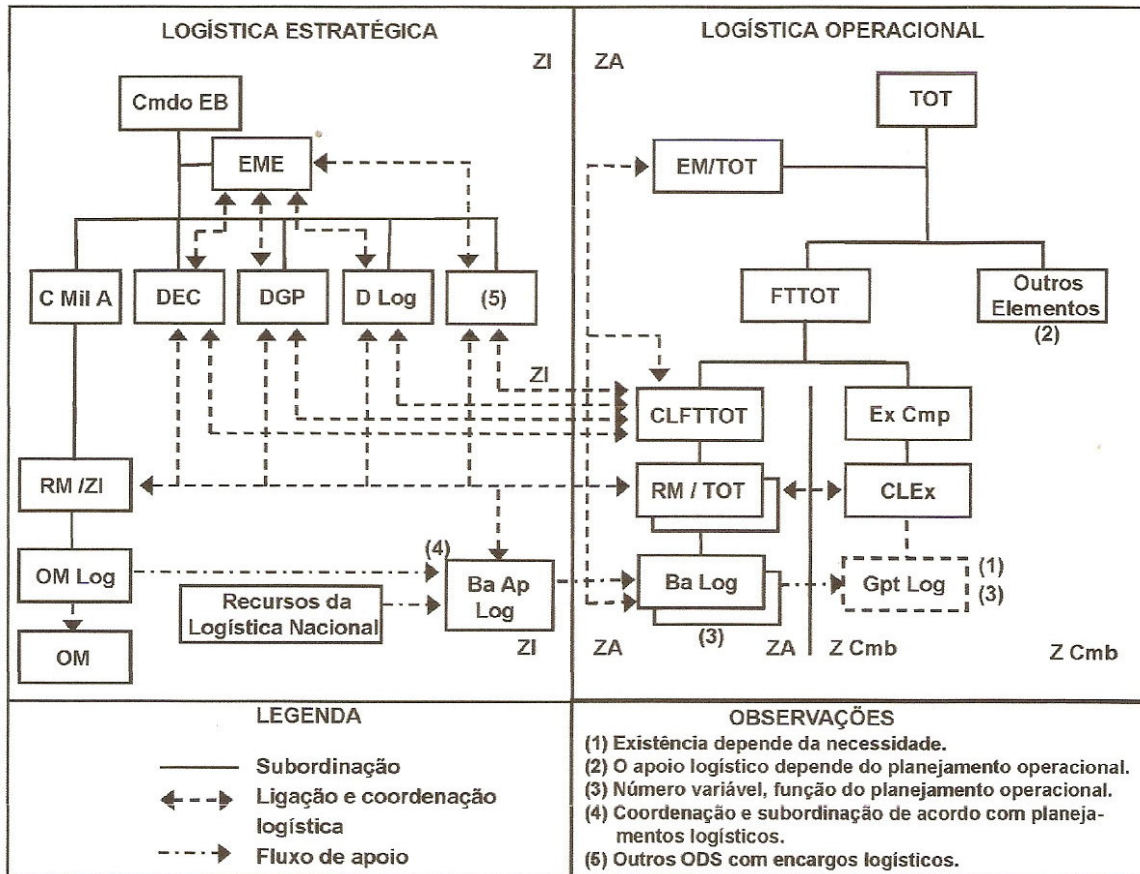 LOGÍSTICA ESTRATÉGICA
ZI
Cmdo EB
EME
C Mil A
DEC
DGP
D Log
(5)
ZI
RM /ZI
OM Log
(4)
Recursos da
Logística Nacional
Ba Ap
Log
OM
ZI
LOGÍSTICA OPERACIONAL
ZA
TOT
EM/TOT
FTTOT
Outros
Elementos
(2)
CLFTTOT
Ex Cmp
RM / TOT
CLEx
Ba Log
(3)
Gpt Log
(1)
(3)
ZA
ZA
Z Cmb
Z Cmb
LEGENDA
Subordinação
Ligação e coordenação
logística
Fluxo de apoio
OBSERVAÇÕES
(1) Existência depende da necessidade.
(2) O apoio logístico depende do planejamento operacional.
(3) Número variável, função do planejamento operacional.
(4) Coordenação e subordinação de acordo com planeja-
mentos logísticos.
(5) Outros ODS com encargos logísticos.